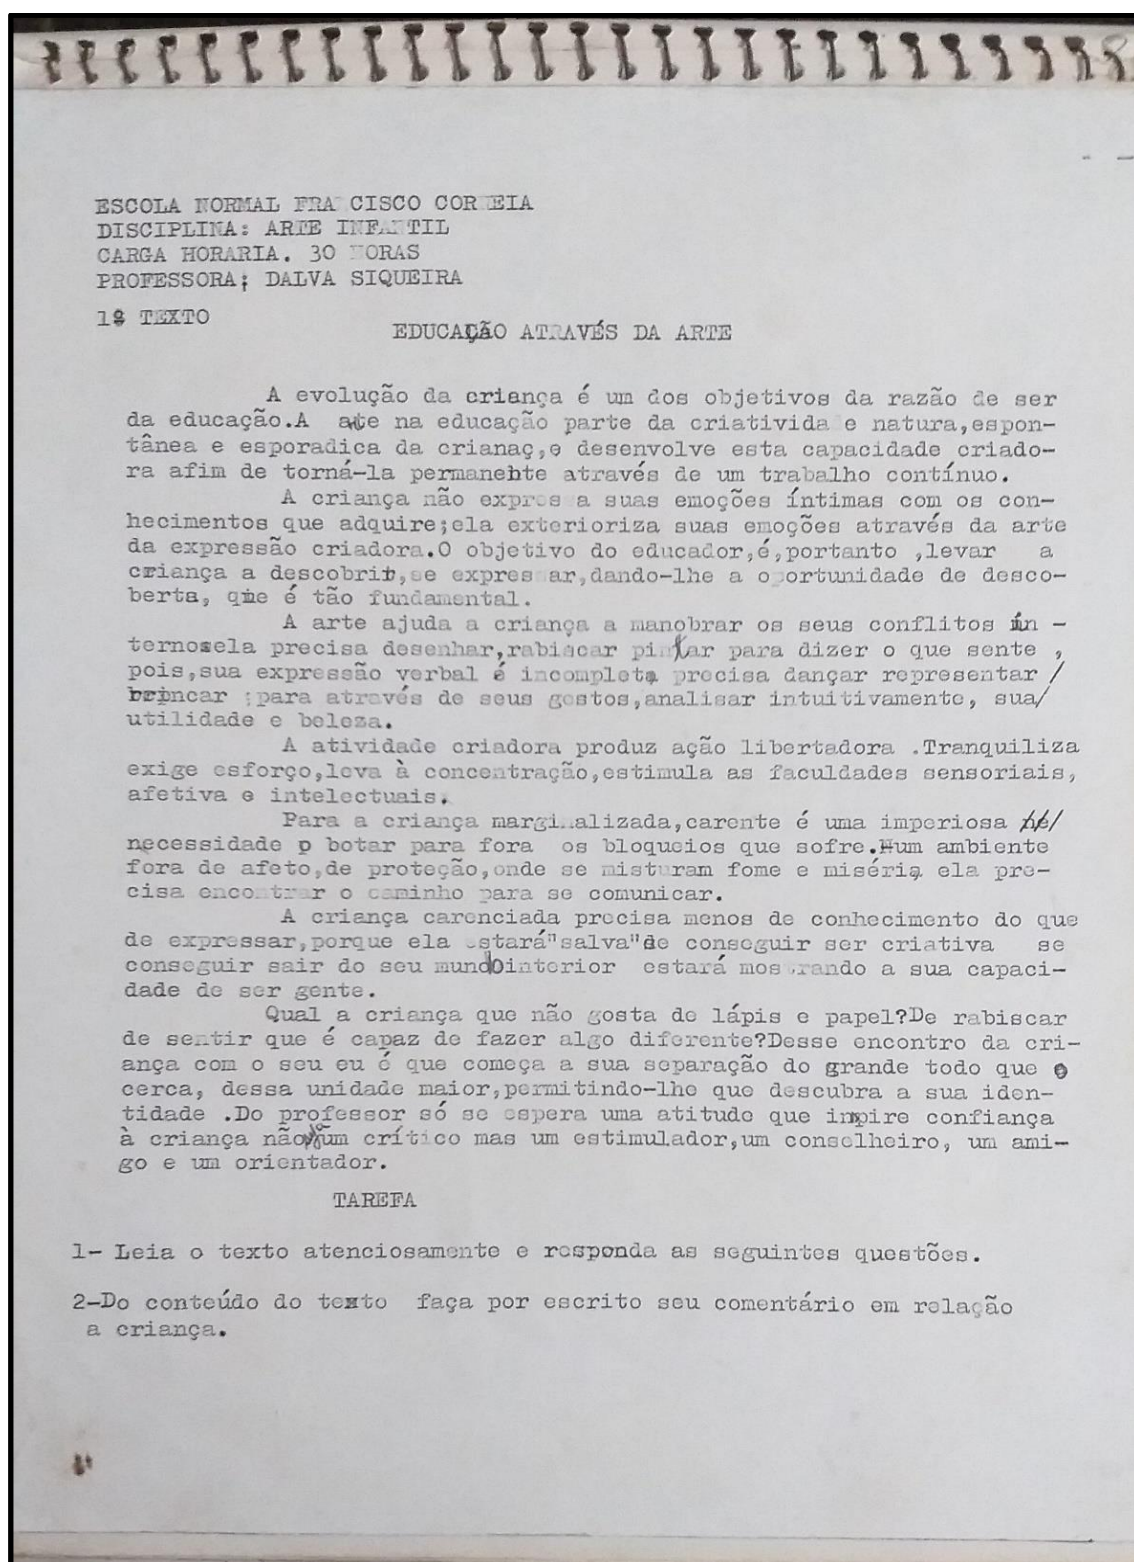 ESCOLA NORMAL FRA CISCO COR EIA
DISCIPLINA: ARTE INFANTIL
CARGA HORARIA. 30 HORAS
PROFESSORA; DALVA SIQUEIRA
1º TEXTO
EDUCAÇÃO ATRAVÉS DA ARTE
A evolução da criança é um dos objetivos da razão de ser
da educação.A arte na educação parte da criativida e natura,espon-
tânea e esporadica da crianaç,e desenvolve esta capacidade criado-
ra afim de torná-la permanente através de um trabalho contínuo.
A criança não expres a suas emoções íntimas com os con-
hecimentos que adquire;ela exterioriza suas emoções através da arte
da expressão criadora.O objetivo do educador,é,portanto ,levar a
criança a descobrir,se expres ar,dando-lhe a o ortunidade de desco-
berta, que é tão fundamental.
A arte ajuda a criança a manobrar os seus conflitos in -
ternosela precisa desenhar,rabiscar pintar para dizer o que sente ,
pois,sua expressão verbal é incompleta precisa dançar representar /
brincar ;para através de seus gestos,analisar intuitivamente, sua/
utilidade e beleza.
A atividade criadora produz ação libertadora .Tranquiliza
exige esforço,leva à concentração,estimula as faculdades sensoriais,
afetiva e intelectuais.
Para a criança margi alizada,carente é uma imperiosa
necessidade p botar para fora os bloqueios que sofre.Num ambiente
fora de afeto,de proteção,onde se misturam fome e miséria ela pre-
cisa encontrar o caminho para se comunicar.
A criança carenciada precisa menos de conhecimento do que
de expressar,porque ela estará"salva"de conseguir ser criativa se
conseguir sair do seu mundointerior estará mos rando a sua capaci-
dade de ser gente.
Qual a criança que não gosta de lápis e papel?De rabiscar
de sentir que é capaz de fazer algo diferente?Desse encontro da cri-
ança com o seu eu é que começa a sua separação do grande todo que o
cerca, dessa unidade maior,permitindo-lhe que descubra a sua iden-
tidade .Do professor só se espera uma atitude que inspire confiança
à criança não um crítico mas um estimulador,um conselheiro, um ami-
go e um orientador.
TAREFA
1- Leia o texto atenciosamente e responda as seguintes questões.
2-Do conteúdo do texto faça por escrito seu comentário em relação
a criança.